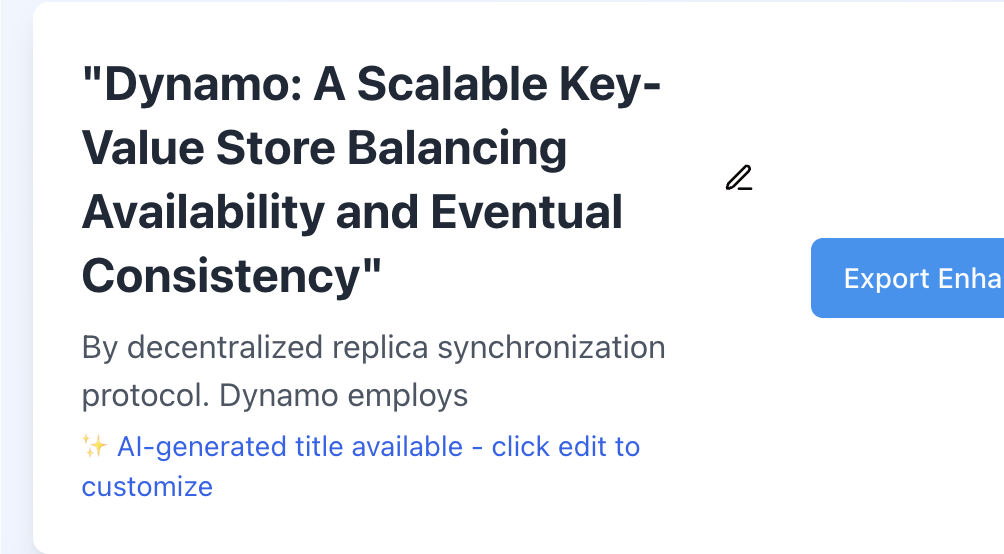 "Dynamo: A Scalable Key-
Value Store Balancing
Availability and Eventual
Consistency"
Export Enha
By decentralized replica synchronization
protocol. Dynamo employs
✨ AI-generated title available - click edit to
customize